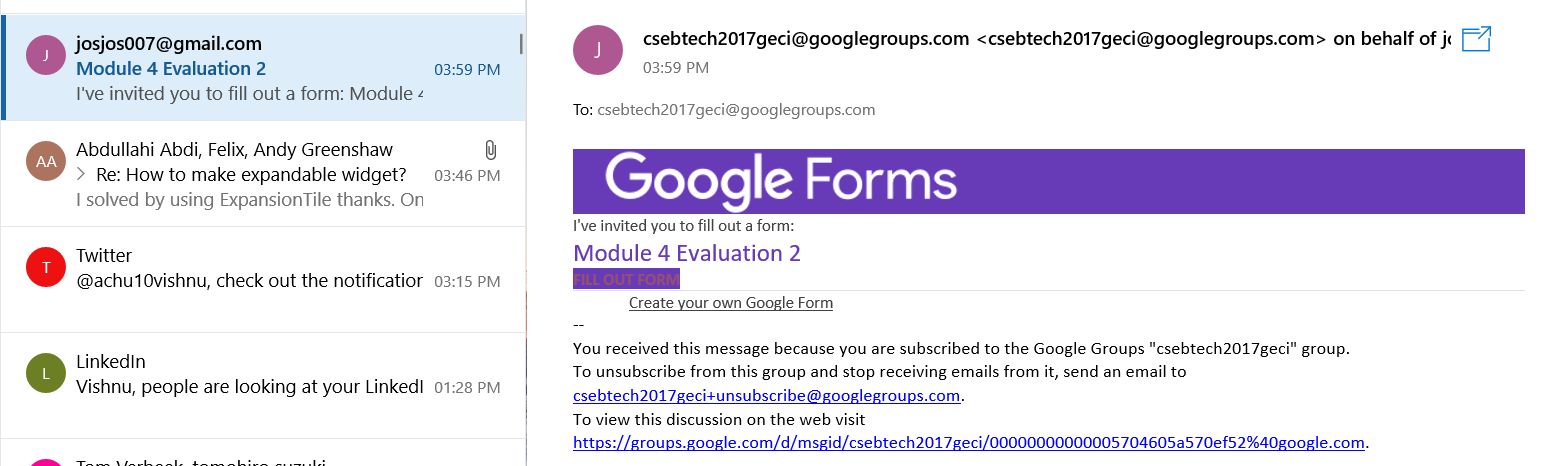 J
josjos007@gmail.com
Module 4 Evaluation 2
03:59 PM
I've invited you to fill out a form: Module
AA
Abdullahi Abdi, Felix, Andy Greenshaw
Re: How to make expandable widget?
03:46 PM
I solved by using ExpansionTile thanks. On
T
Twitter
@achu10vishnu, check out the notification
03:15 PM
L
LinkedIn
Vishnu, people are looking at your LinkedI
01:28 PM
Tom Verbeek, tomohiro suzuki
J
csebtech2017geci@googlegroups.com <csebtech2017geci@googlegroups.com> on behalf of
03:59 PM
To: csebtech2017geci@googlegroups.com
Google Forms
I've invited you to fill out a form:
Module 4 Evaluation 2
FILL OUT FORM
Create your own Google Form
--
You received this message because you are subscribed to the Google Groups "csebtech2017geci" group.
To unsubscribe from this group and stop receiving emails from it, send an email to
csebtech2017geci+unsubscribe@googlegroups.com.
To view this discussion on the web visit
https://groups.google.com/d/msgid/csebtech2017geci/00000000000005704605a570ef52%40google.com.